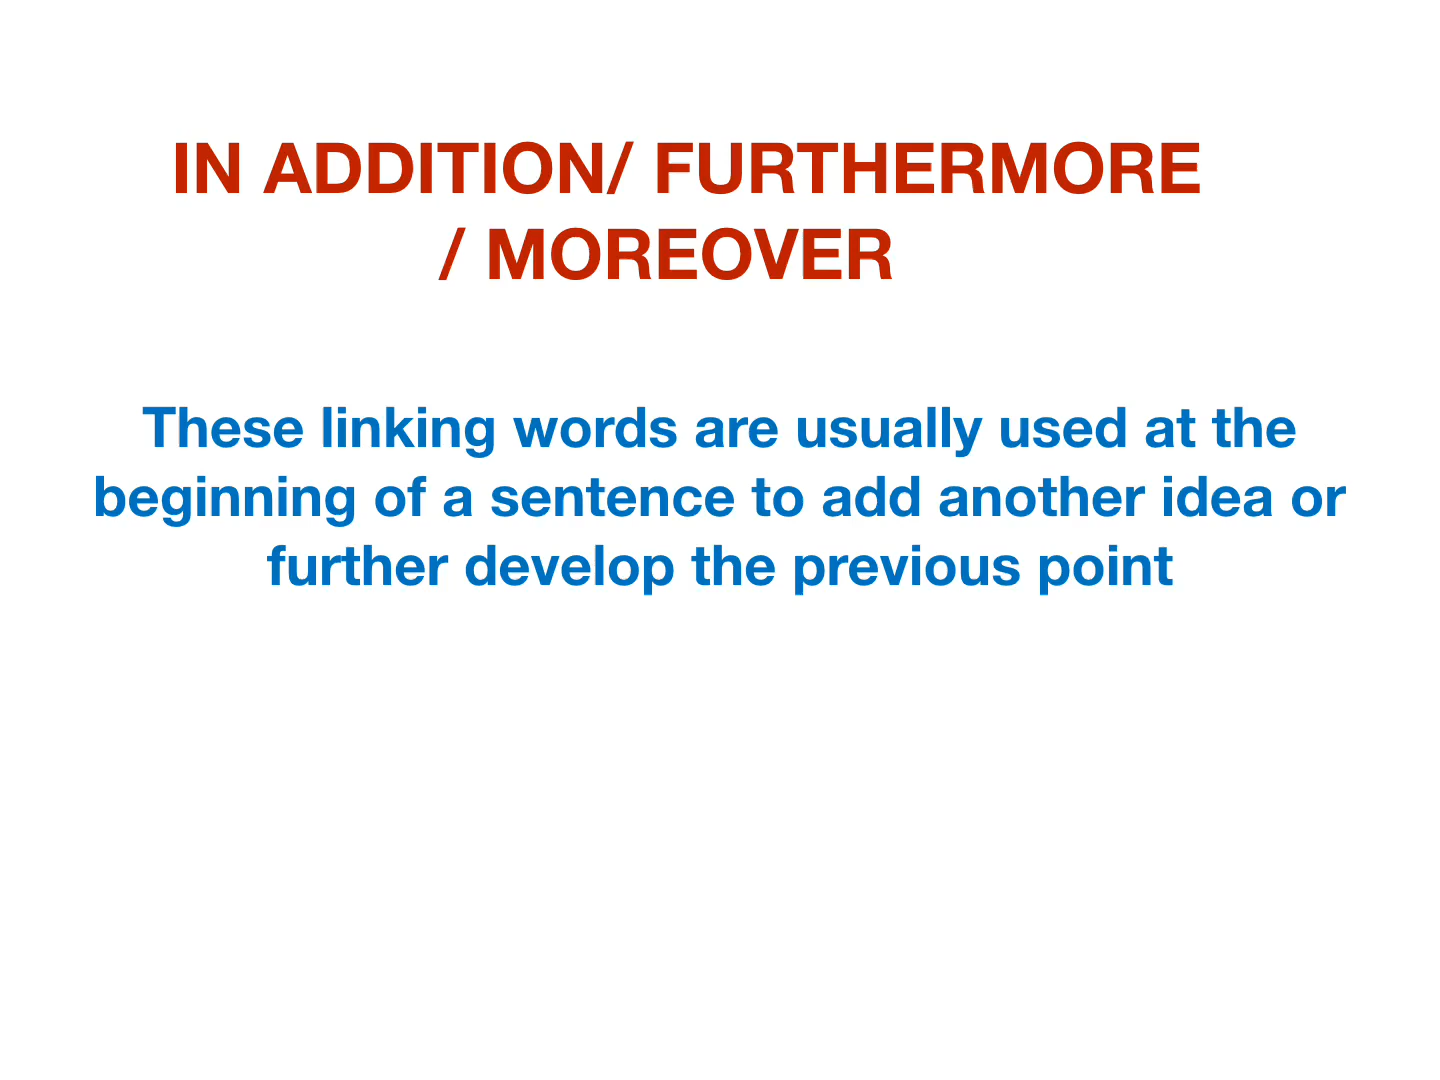 IN ADDITION/ FURTHERMORE
/ MOREOVER
These linking words are usually used at the
beginning of a sentence to add another idea or
further develop the previous point